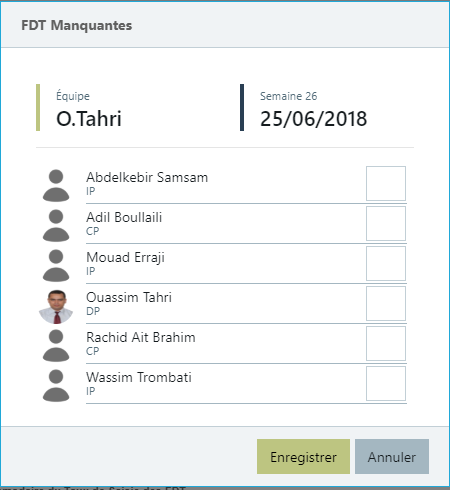 FDT Manquantes
Équipe
O.Tahri
Semaine 26
25/06/2018
Abdelkebir Samsam
IP
Adil Boullaili
CP
Mouad Erraji
IP
Ouassim Tahri
DP
Rachid Ait Brahim
CP
Wassim Trombati
IP
Enregistrer
Annuler